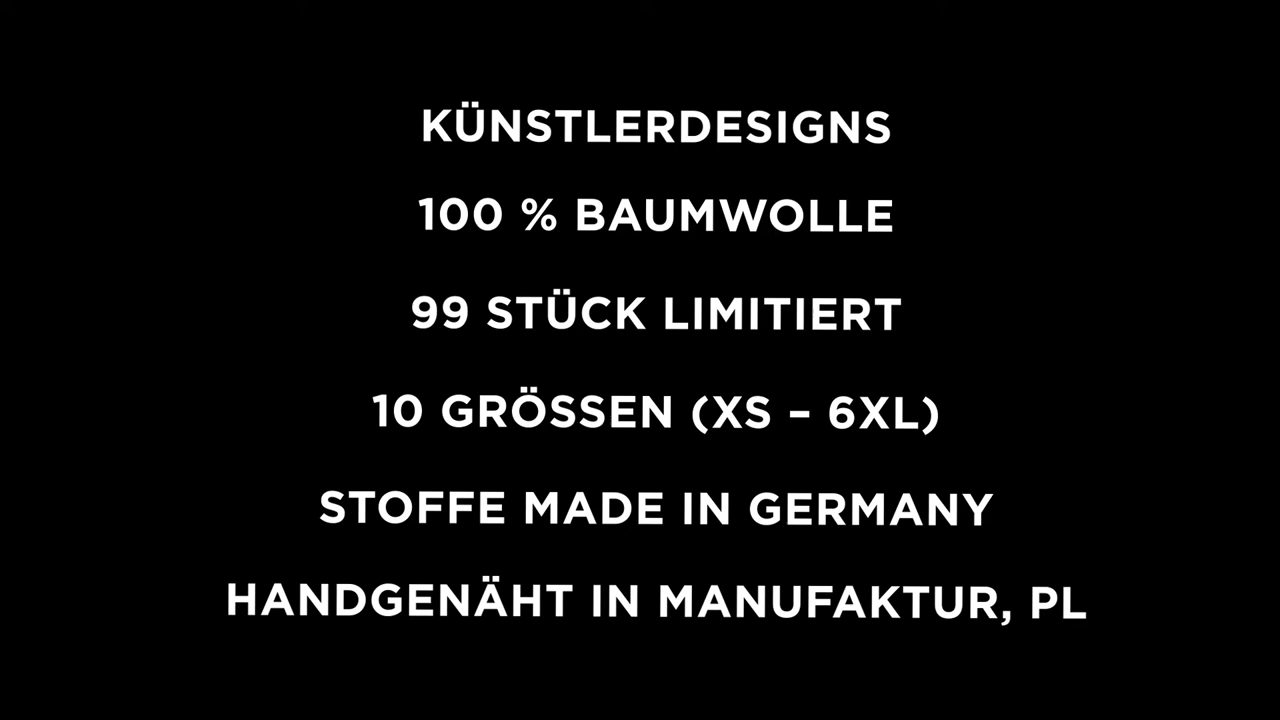 KÜNSTLERDESIGNS
100 % BAUMWOLLE
99 STÜCK LIMITIERT
10 GRÖSSEN (XS – 6XL)
STOFFE MADE IN GERMANY
HANDGENÄHT IN MANUFAKTUR, PL